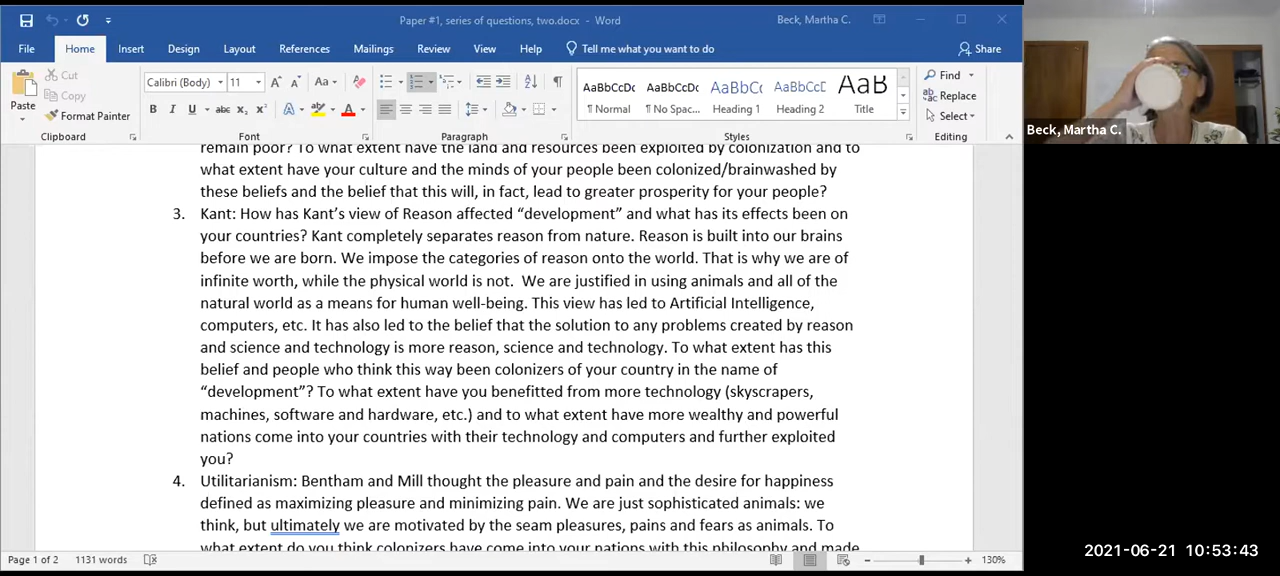 Paper #1, series of questions, two.docx - Word
Beck, Martha C.
File Home Insert Design Layout References Mailings Review View Help Tell me what you want to do Share
Paste
Cut
Copy
Format Painter
Clipboard
Calibri (Body) 11
Font
Paragraph
AaBbCcDc AaBbCcDc AaBbCc AaBbCcD AaB
¶ Normal ¶ No Spac... Heading 1 Heading 2 Title
Styles
Find
Replace
Select
Editing
remain poor? To what extent have the land and resources been exploited by colonization and to
what extent have your culture and the minds of your people been colonized/brainwashed by
these beliefs and the belief that this will, in fact, lead to greater prosperity for your people?
3. Kant: How has Kant’s view of Reason affected “development” and what has its effects been on
your countries? Kant completely separates reason from nature. Reason is built into our brains
before we are born. We impose the categories of reason onto the world. That is why we are of
infinite worth, while the physical world is not. We are justified in using animals and all of the
natural world as a means for human well-being. This view has led to Artificial Intelligence,
computers, etc. It has also led to the belief that the solution to any problems created by reason
and science and technology is more reason, science and technology. To what extent has this
belief and people who think this way been colonizers of your country in the name of
“development”? To what extent have you benefitted from more technology (skyscrapers,
machines, software and hardware, etc.) and to what extent have more wealthy and powerful
nations come into your countries with their technology and computers and further exploited
you?
4. Utilitarianism: Bentham and Mill thought the pleasure and pain and the desire for happiness
defined as maximizing pleasure and minimizing pain. We are just sophisticated animals: we
think, but ultimately we are motivated by the seam pleasures, pains and fears as animals. To
what extent do you think colonizers have come into your nations with this philosophy and made
Page 1 of 2 1131 words
130%
Beck, Martha C.
2021-06-21 10:53:43